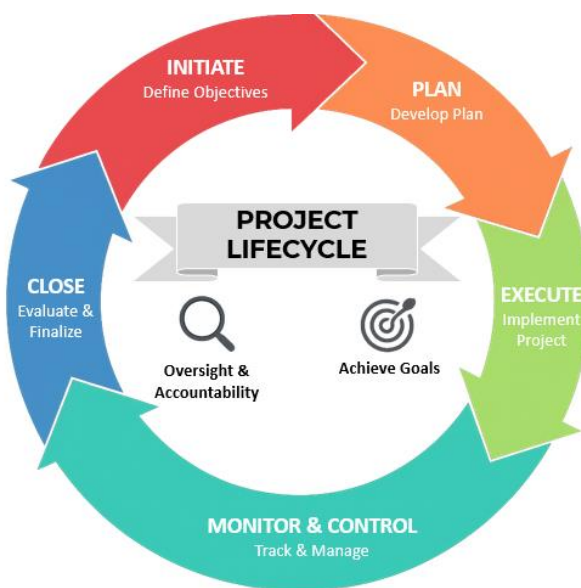 INITIATE
Define Objectives
PLAN
Develop Plan
PROJECT
LIFECYCLE
EXECUTE
Implement
Project
CLOSE
Evaluate &
Finalize
Oversight &
Accountability
Achieve Goals
MONITOR & CONTROL
Track & Manage